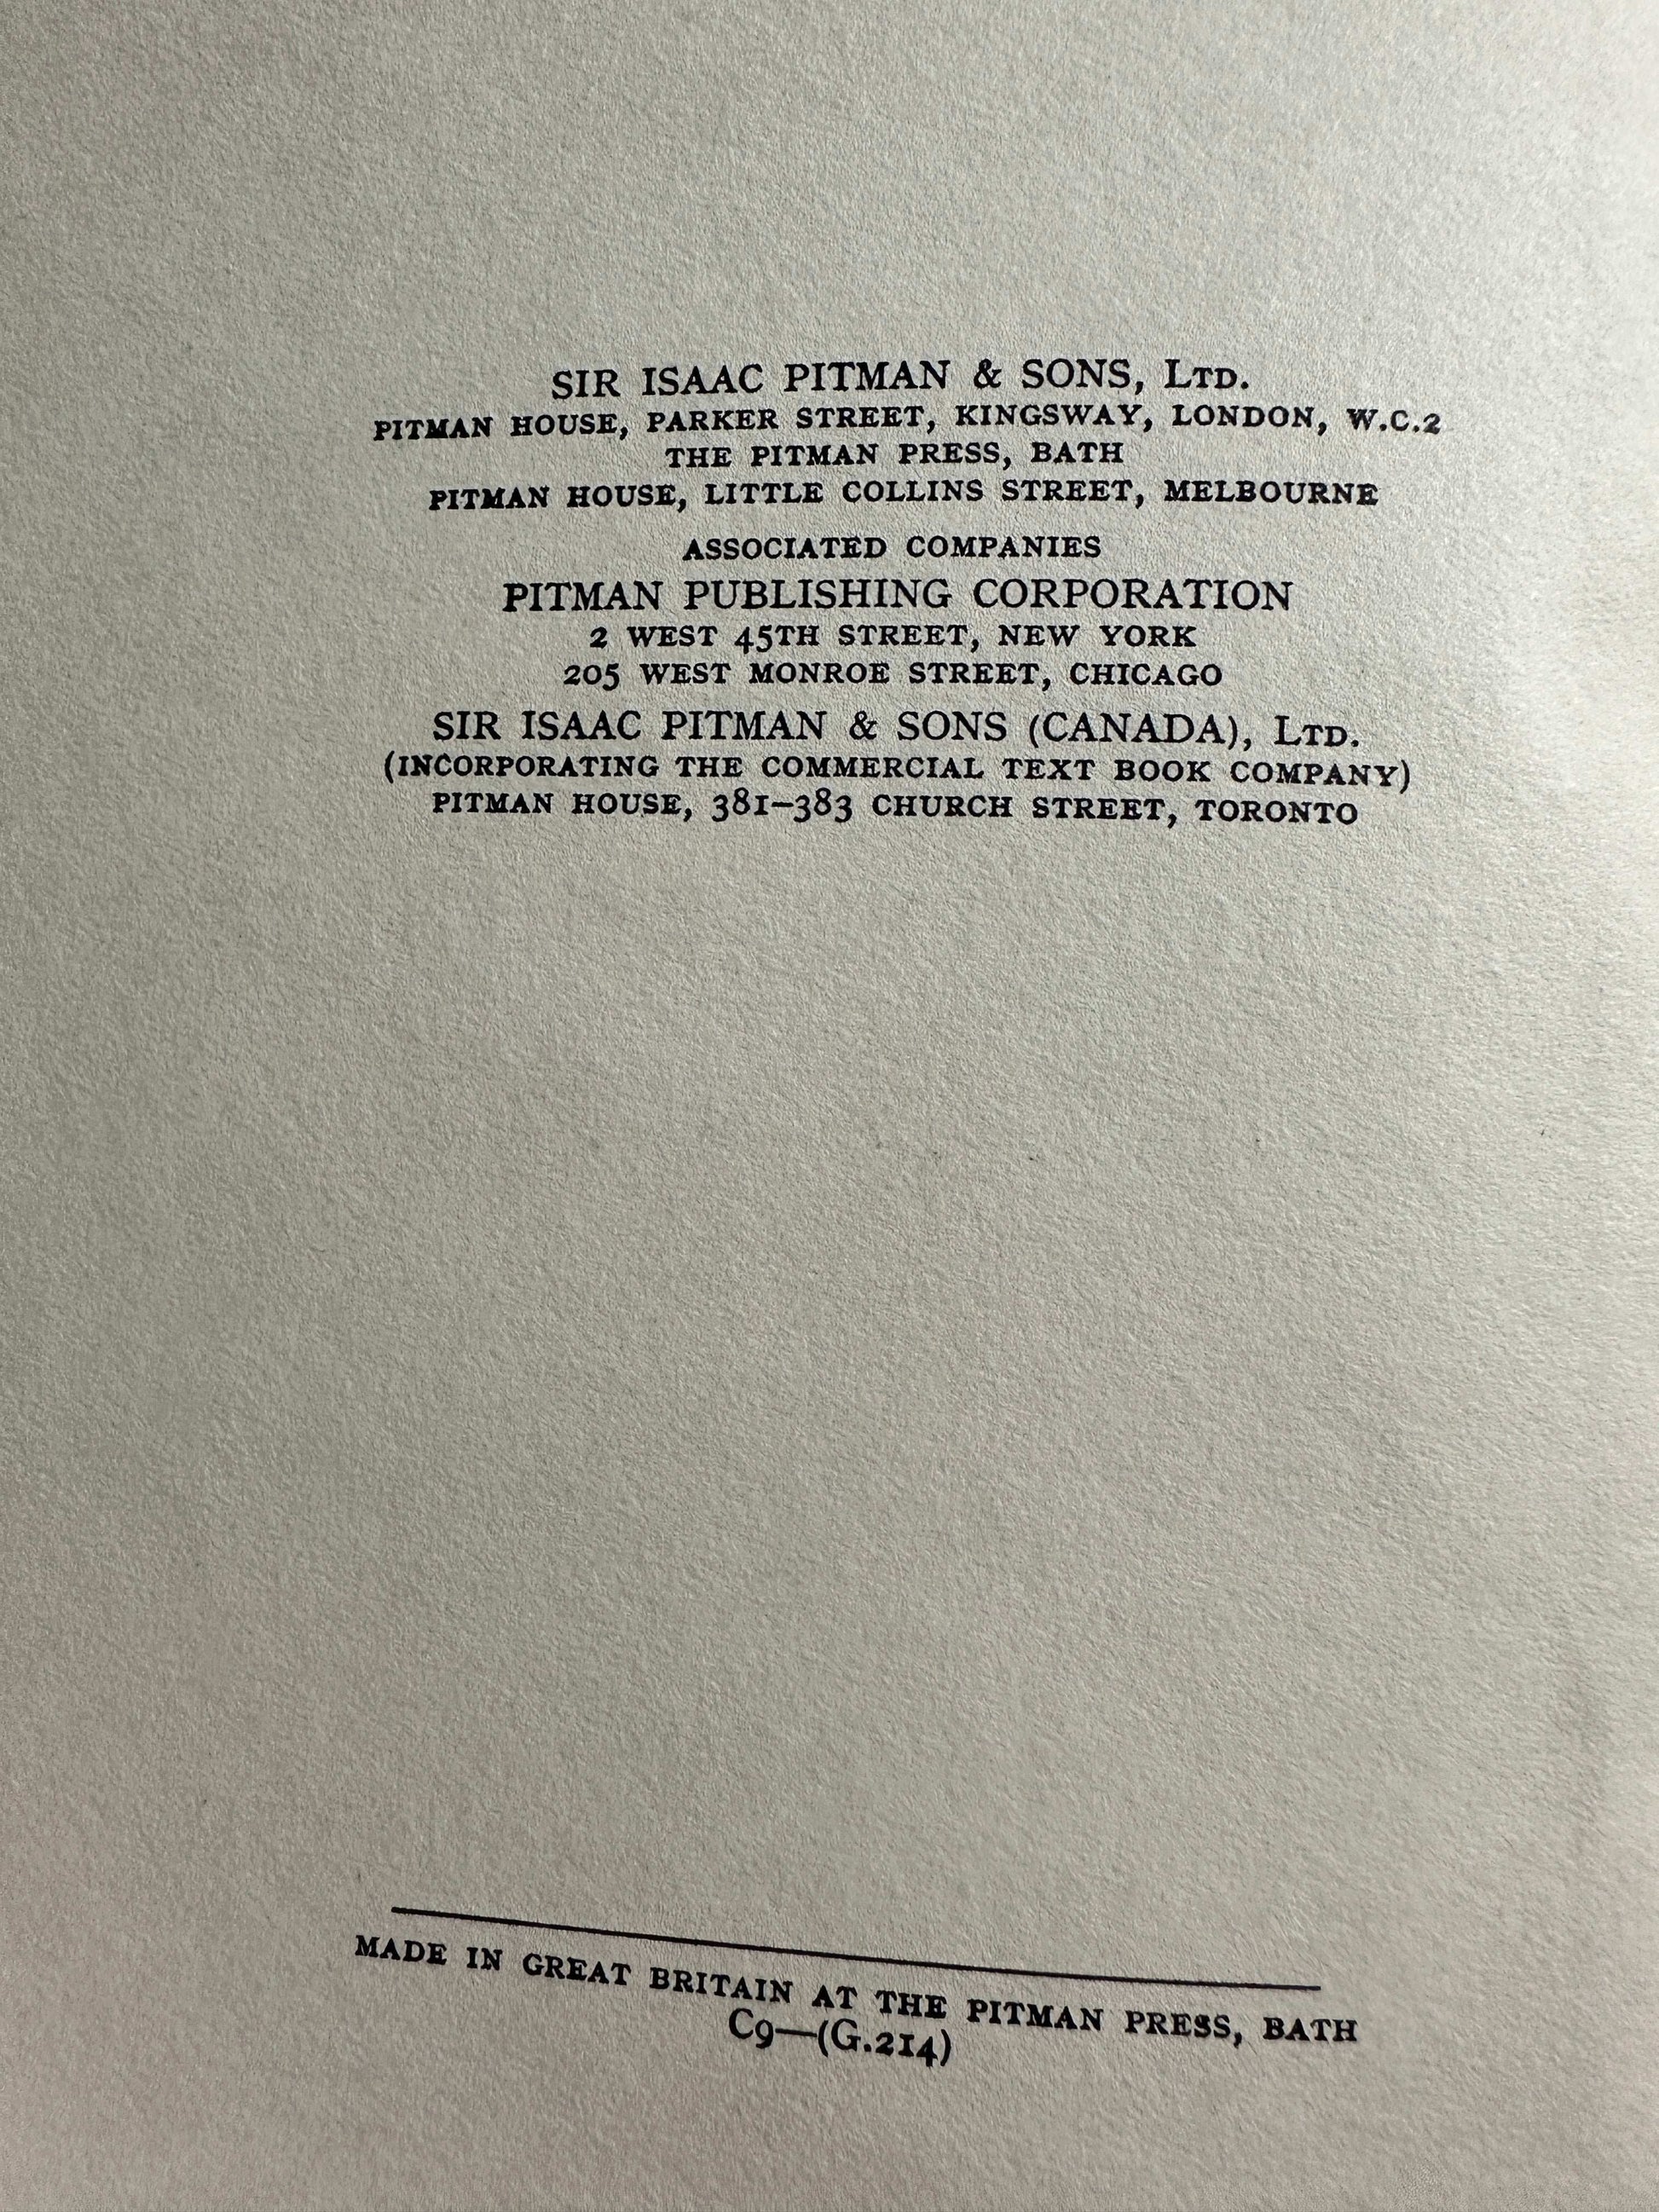 SIR ISAAC PITMAN & SONS, LTD.
PITMAN HOUSE, PARKER STREET, KINGSWAY, LONDON, W.C.2
THE PITMAN PRESS, BATH
PITMAN HOUSE, LITTLE COLLINS STREET, MELBOURNE
ASSOCIATED COMPANIES
PITMAN PUBLISHING CORPORATION
2 WEST 45TH STREET, NEW YORK
205 WEST MONROE STREET, CHICAGO
SIR ISAAC PITMAN & SONS (CANADA), LTD.
(INCORPORATING THE COMMERCIAL TEXT BOOK COMPANY)
PITMAN HOUSE, 381–383 CHURCH STREET, TORONTO
MADE IN GREAT BRITAIN AT THE PITMAN PRESS, BATH
C9—(G.214)